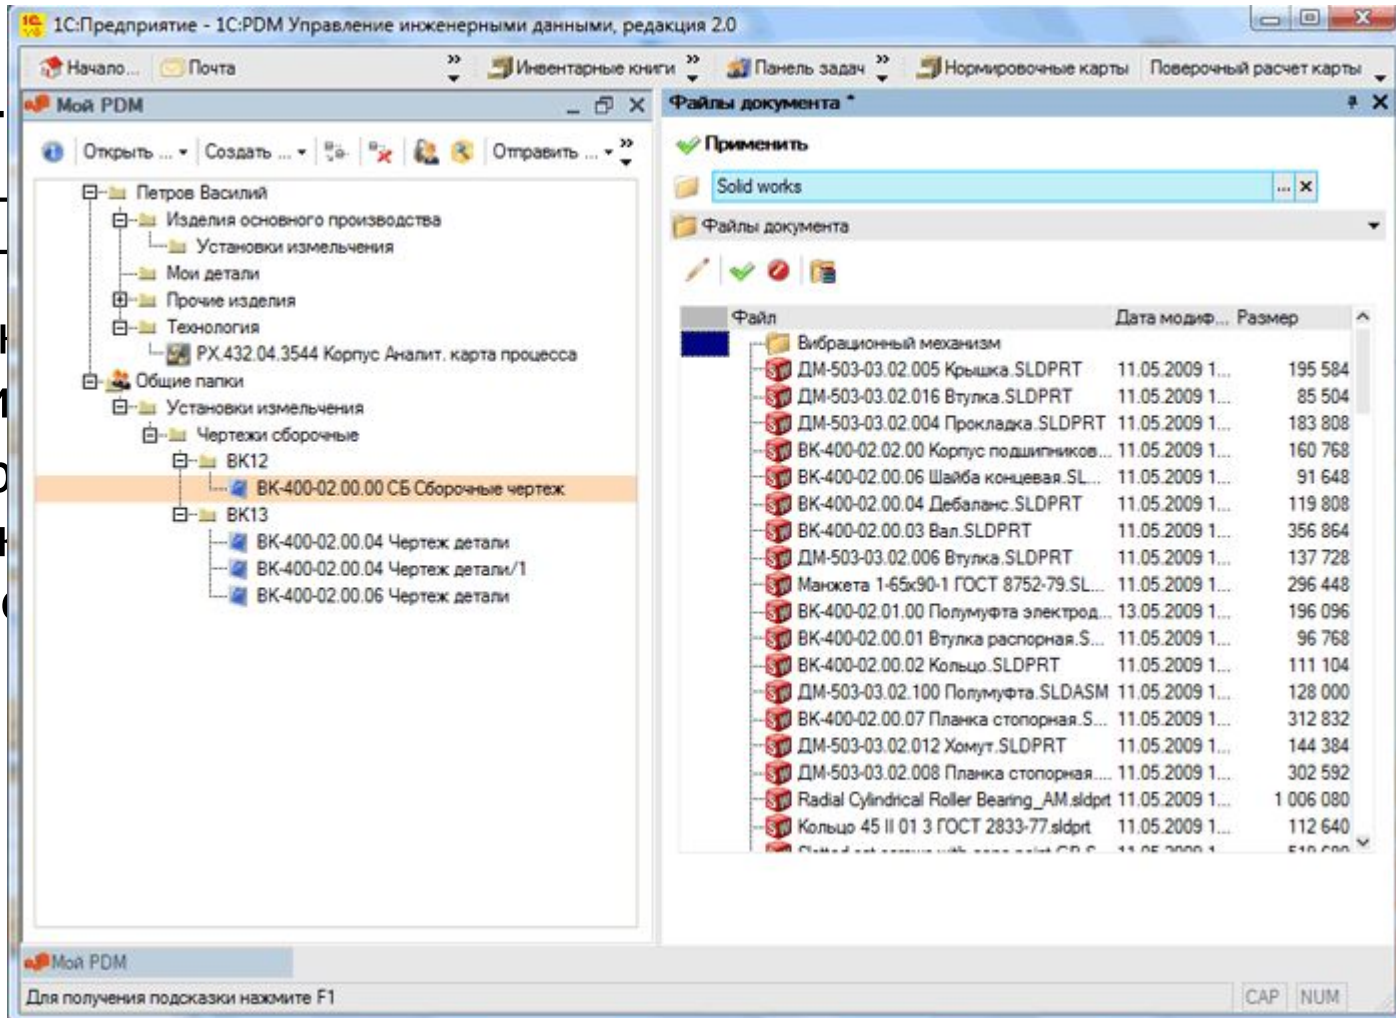 1С:Предприятие - 1С:PDM Управление инженерными данными, редакция 2.0
Начало... Почта Инвентарные книги Панель задач Нормировочные карты Поверочный расчет карты
Мой PDM
Открыть ... Создать ... Отправить ...
Петров Василий
Изделия основного производства
Установки измельчения
Мои детали
Прочие изделия
Технология
РХ.432.04.3544 Корпус Аналит. карта процесса
Общие папки
Установки измельчения
Чертежи сборочные
ВК12
ВК-400-02.00.00 СБ Сборочные чертеж
ВК13
ВК-400-02.00.04 Чертеж детали
ВК-400-02.00.04 Чертеж детали/1
ВК-400-02.00.06 Чертеж детали
Файлы документа *
Применить
Solid works ...
Файлы документа
Файл Дата модиф... Размер
Вибрационный механизм
ДМ-503-03.02.005 Крышка.SLDPRT 11.05.2009 1... 195 584
ДМ-503-03.02.016 Втулка.SLDPRT 11.05.2009 1... 85 504
ДМ-503-03.02.004 Прокладка.SLDPRT 11.05.2009 1... 183 808
ВК-400-02.02.00 Корпус подшипников... 11.05.2009 1... 160 768
ВК-400-02.00.06 Шайба концевая.SL... 11.05.2009 1... 91 648
ВК-400-02.00.04 Дебаланс.SLDPRT 11.05.2009 1... 119 808
ВК-400-02.00.03 Вал.SLDPRT 11.05.2009 1... 356 864
ДМ-503-03.02.006 Втулка.SLDPRT 11.05.2009 1... 137 728
Манжета 1-65х90-1 ГОСТ 8752-79.SL... 11.05.2009 1... 296 448
ВК-400-02.01.00 Полумуфта электрод... 13.05.2009 1... 196 096
ВК-400-02.00.01 Втулка распорная.S... 11.05.2009 1... 96 768
ВК-400-02.00.02 Кольцо.SLDPRT 11.05.2009 1... 111 104
ДМ-503-03.02.100 Полумуфта.SLDASM 11.05.2009 1... 128 000
ВК-400-02.00.07 Планка стопорная.S... 11.05.2009 1... 312 832
ДМ-503-03.02.012 Хомут.SLDPRT 11.05.2009 1... 144 384
ДМ-503-03.02.008 Планка стопорная.... 11.05.2009 1... 302 592
Radial Cylindrical Roller Bearing_AM.sldprt 11.05.2009 1... 1 006 080
Кольцо 45 II 01 3 ГОСТ 2833-77.sldprt 11.05.2009 1... 112 640
Мой PDM
Для получения подсказки нажмите F1 CAP NUM